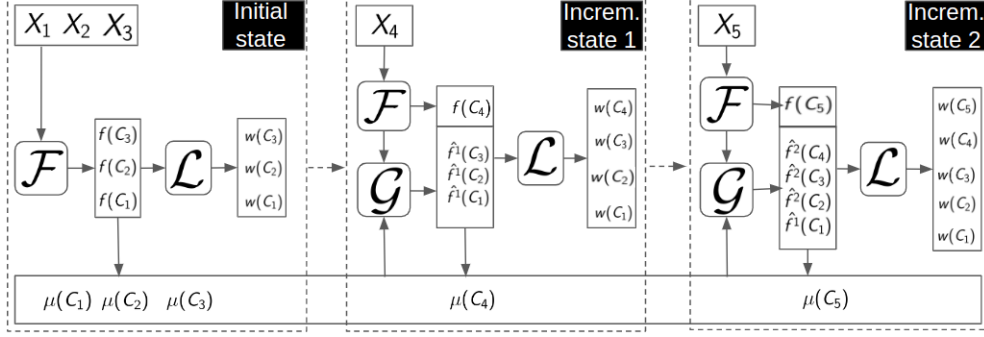 X₁ X₂ X₃
Initial
state
ℱ
f(C₃)
f(C₂)
f(C₁)
ℒ
w(C₃)
w(C₂)
w(C₁)
X₄
Increm.
state 1
ℱ
f(C₄)
𝒢
f̂¹(C₃)
f̂¹(C₂)
f̂¹(C₁)
ℒ
w(C₄)
w(C₃)
w(C₂)
w(C₁)
X₅
Increm.
state 2
ℱ
f(C₅)
𝒢
f̂²(C₄)
f̂²(C₃)
f̂²(C₂)
f̂¹(C₁)
ℒ
w(C₅)
w(C₄)
w(C₃)
w(C₂)
w(C₁)
μ(C₁) μ(C₂) μ(C₃) μ(C₄) μ(C₅)